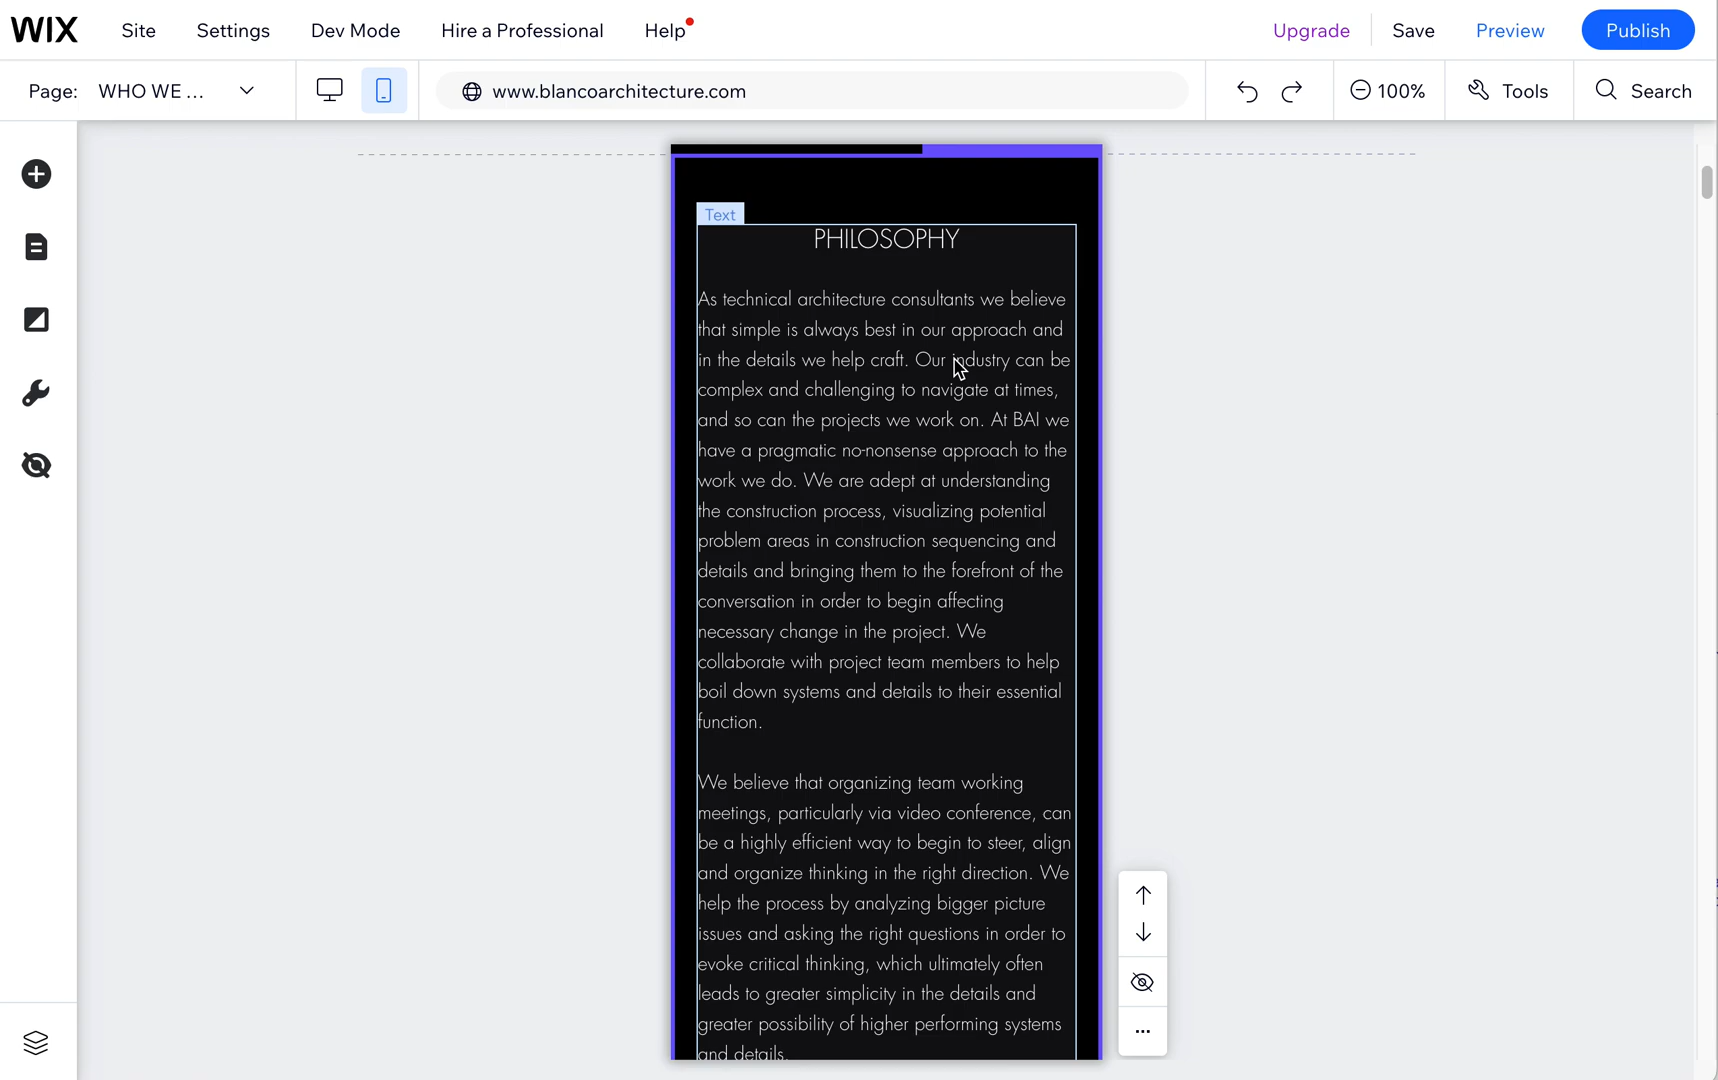 WIX
Site
Settings
Dev Mode
Hire a Professional
Help
Upgrade
Save
Preview
Publish
Page: WHO WE ...
www.blancoarchitecture.com
100%
Tools
Search
Text
PHILOSOPHY
As technical architecture consultants we believe
that simple is always best in our approach and
in the details we help craft. Our industry can be
complex and challenging to navigate at times,
and so can the projects we work on. At BAI we
have a pragmatic no-nonsense approach to the
work we do. We are adept at understanding
the construction process, visualizing potential
problem areas in construction sequencing and
details and bringing them to the forefront of the
conversation in order to begin affecting
necessary change in the project. We
collaborate with project team members to help
boil down systems and details to their essential
function.
We believe that organizing team working
meetings, particularly via video conference, can
be a highly efficient way to begin to steer, align
and organize thinking in the right direction. We
help the process by analyzing bigger picture
issues and asking the right questions in order to
evoke critical thinking, which ultimately often
leads to greater simplicity in the details and
greater possibility of higher performing systems
and details.